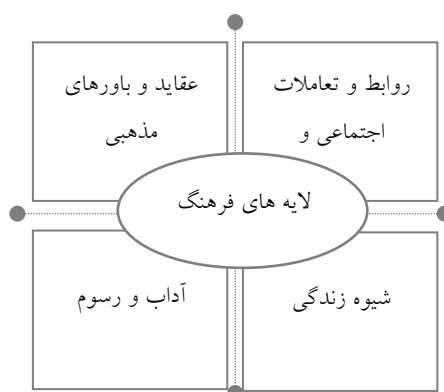 روابط و تعاملات
اجتماعی و
عقاید و باورهای
مذهبی
لایه های فرهنگ
شیوه زندگی
آداب و رسوم